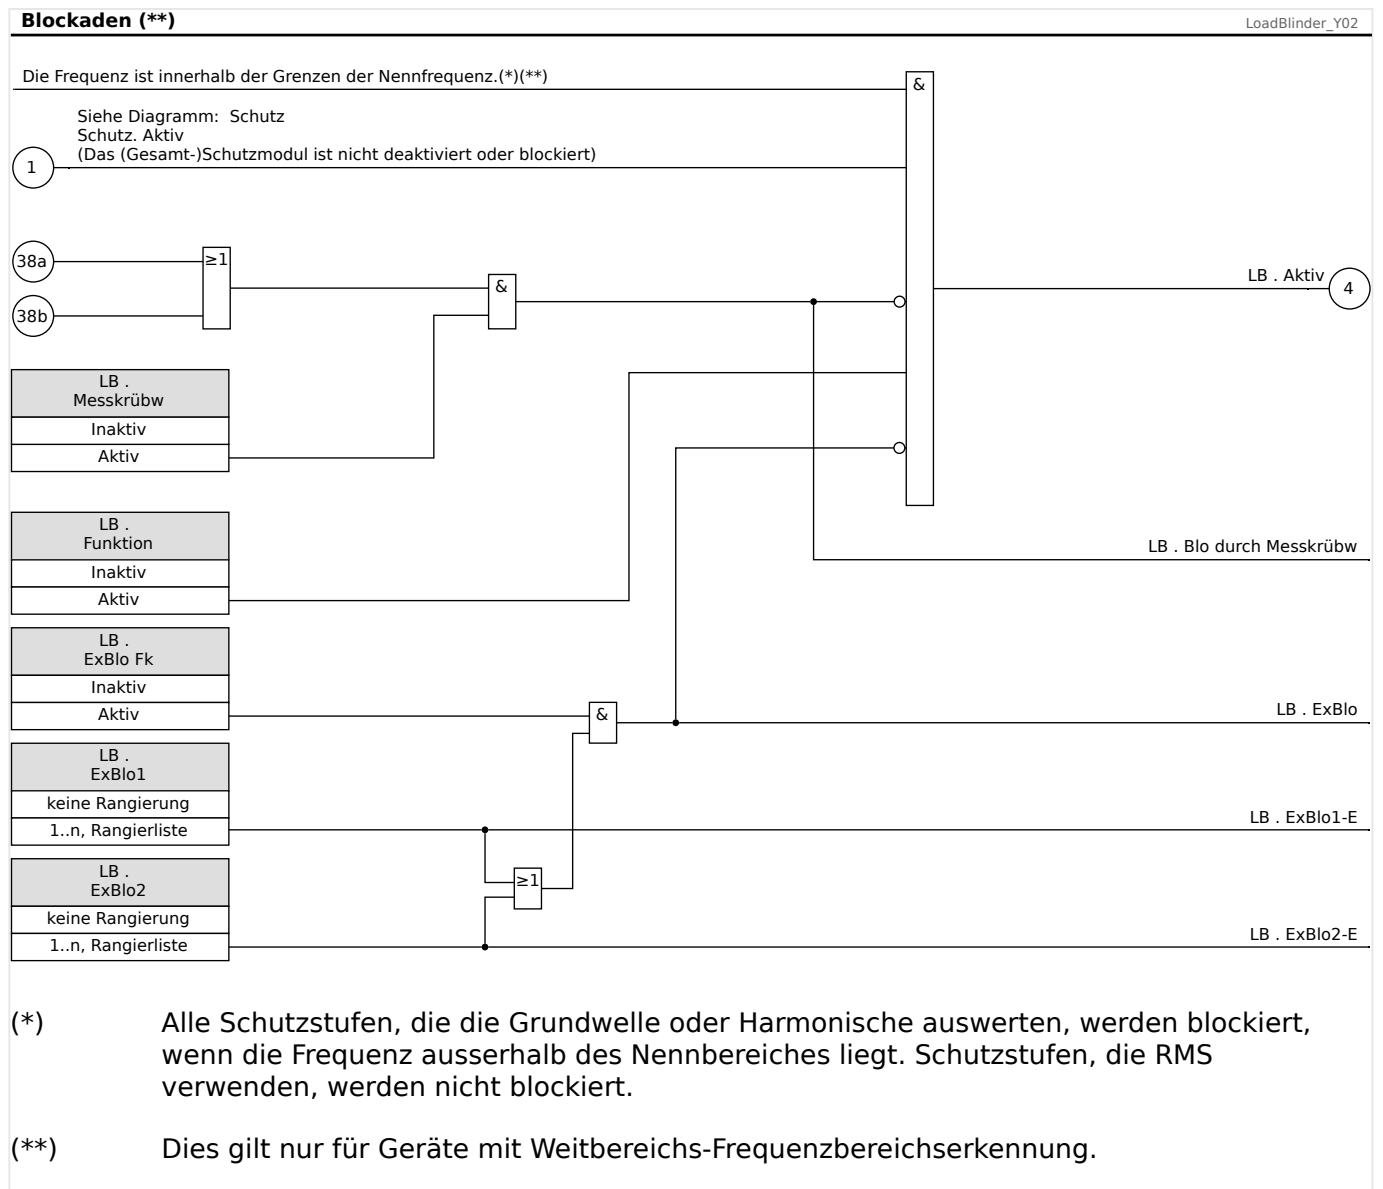 Blockaden (**)
LoadBlinder_Y02
Die Frequenz ist innerhalb der Grenzen der Nennfrequenz.(*)(**)
&
Siehe Diagramm:  Schutz
Schutz. Aktiv
(Das (Gesamt-)Schutzmodul ist nicht deaktiviert oder blockiert)
1
38a
≥1
38b
&
LB . Aktiv
4
LB .
Messkrübw
Inaktiv
Aktiv
LB .
Funktion
Inaktiv
Aktiv
LB . Blo durch Messkrübw
LB .
ExBlo Fk
Inaktiv
Aktiv
&
LB . ExBlo
LB .
ExBlo1
keine Rangierung
1..n, Rangierliste
LB . ExBlo1-E
≥1
LB .
ExBlo2
keine Rangierung
1..n, Rangierliste
LB . ExBlo2-E
(*) Alle Schutzstufen, die die Grundwelle oder Harmonische auswerten, werden blockiert,
wenn die Frequenz ausserhalb des Nennbereiches liegt. Schutzstufen, die RMS
verwenden, werden nicht blockiert.
(**) Dies gilt nur für Geräte mit Weitbereichs-Frequenzbereichserkennung.